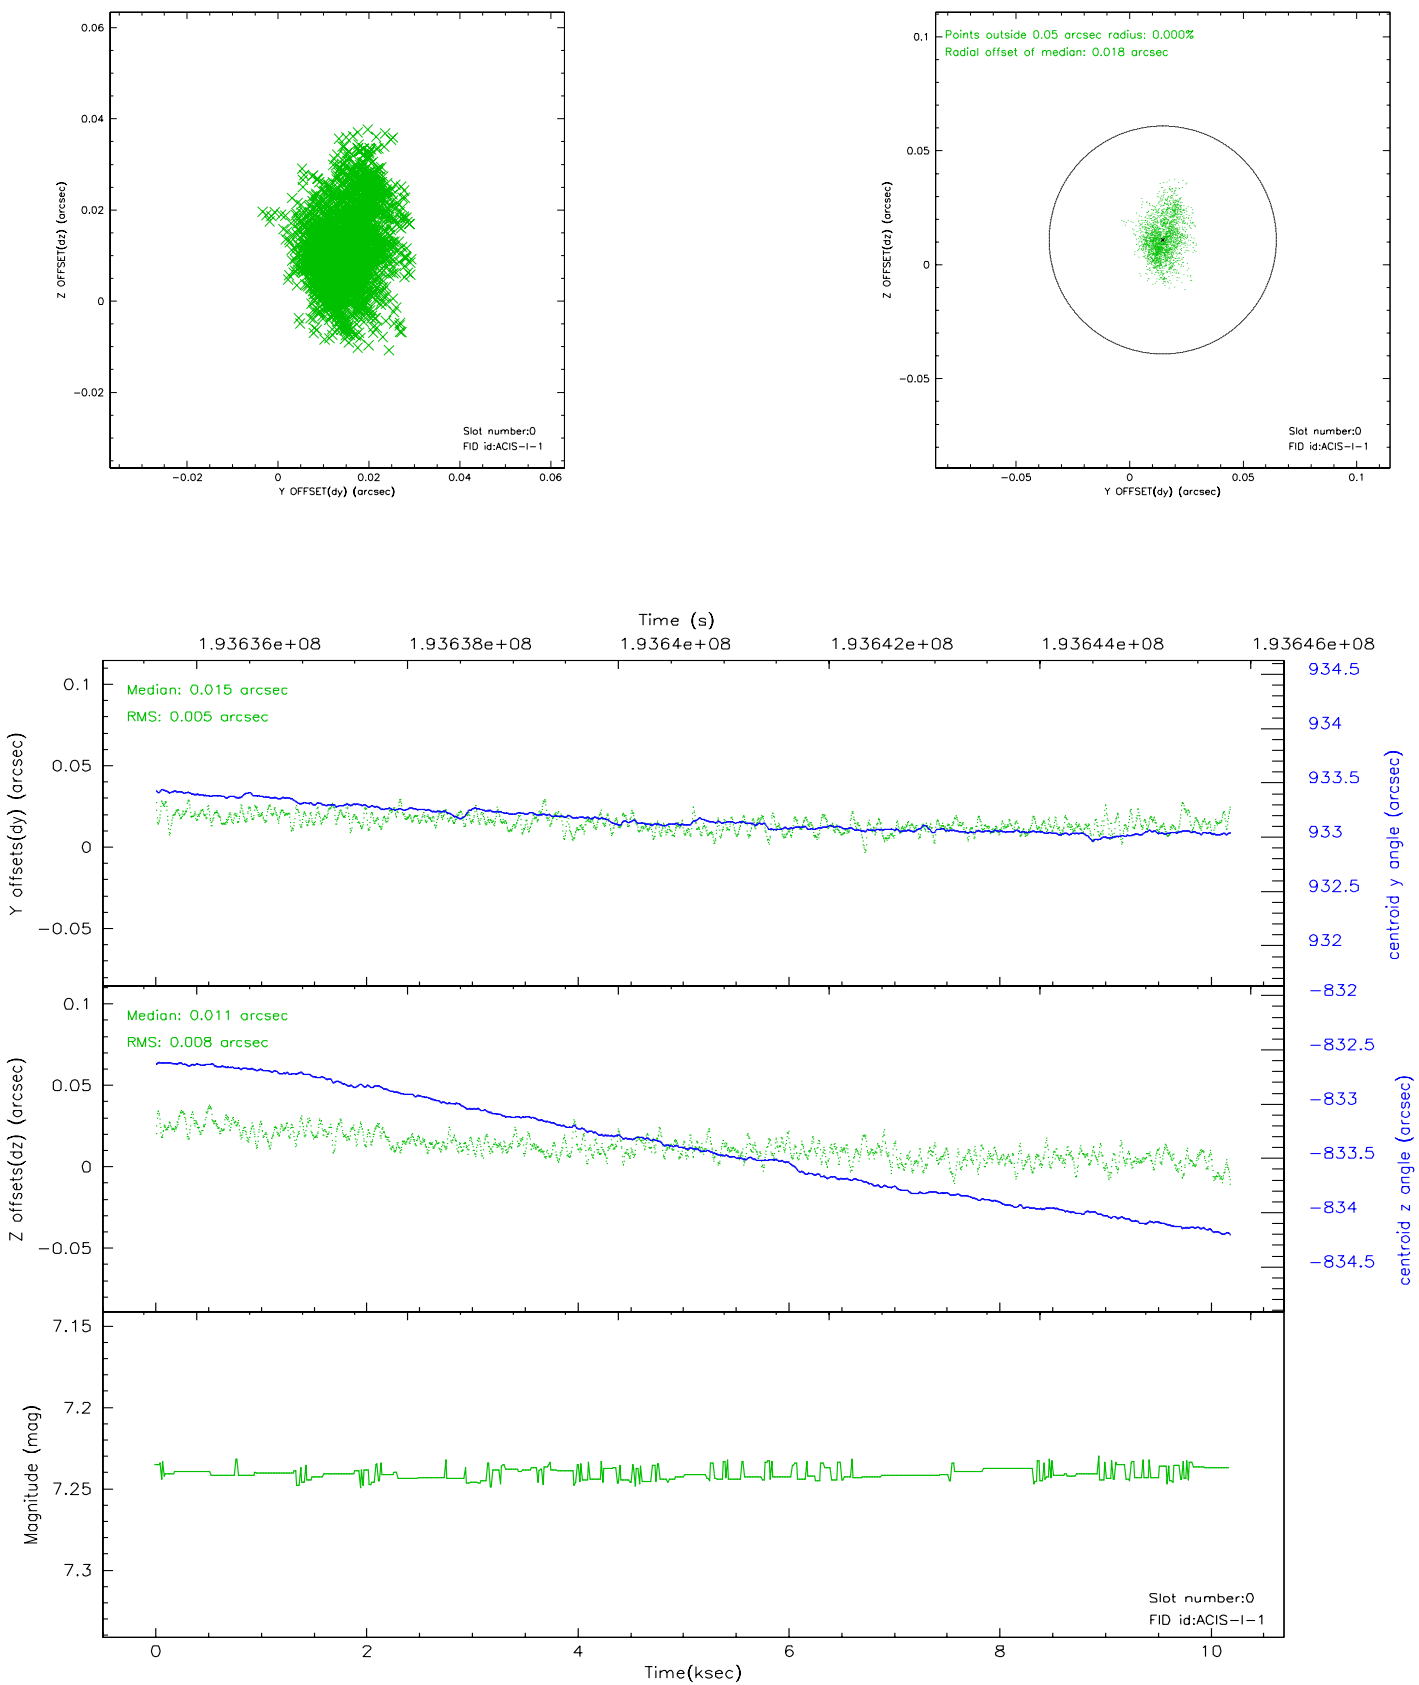 0.06
0.04
0.02
0
−0.02
Z OFFSET(dz) (arcsec)
Slot number:0
FID id:ACIS−I−1
−0.02 0 0.02 0.04 0.06
Y OFFSET(dy) (arcsec)
Points outside 0.05 arcsec radius: 0.000%
Radial offset of median: 0.018 arcsec
0.1
0.05
0
−0.05
Z OFFSET(dz) (arcsec)
Slot number:0
FID id:ACIS−I−1
−0.05 0 0.05 0.1
Y OFFSET(dy) (arcsec)
Time (s)
1.93636e+08 1.93638e+08 1.9364e+08 1.93642e+08 1.93644e+08 1.93646e+08
Median: 0.015 arcsec
RMS: 0.005 arcsec
0.1
0.05
0
−0.05
Y offsets(dy) (arcsec)
934.5
934
933.5
933
932.5
932
centroid y angle (arcsec)
Median: 0.011 arcsec
RMS: 0.008 arcsec
0.1
0.05
0
−0.05
Z offsets(dz) (arcsec)
−832
−832.5
−833
−833.5
−834
−834.5
centroid z angle (arcsec)
7.15
7.2
7.25
7.3
Magnitude (mag)
Slot number:0
FID id:ACIS−I−1
0 2 4 6 8 10
Time(ksec)